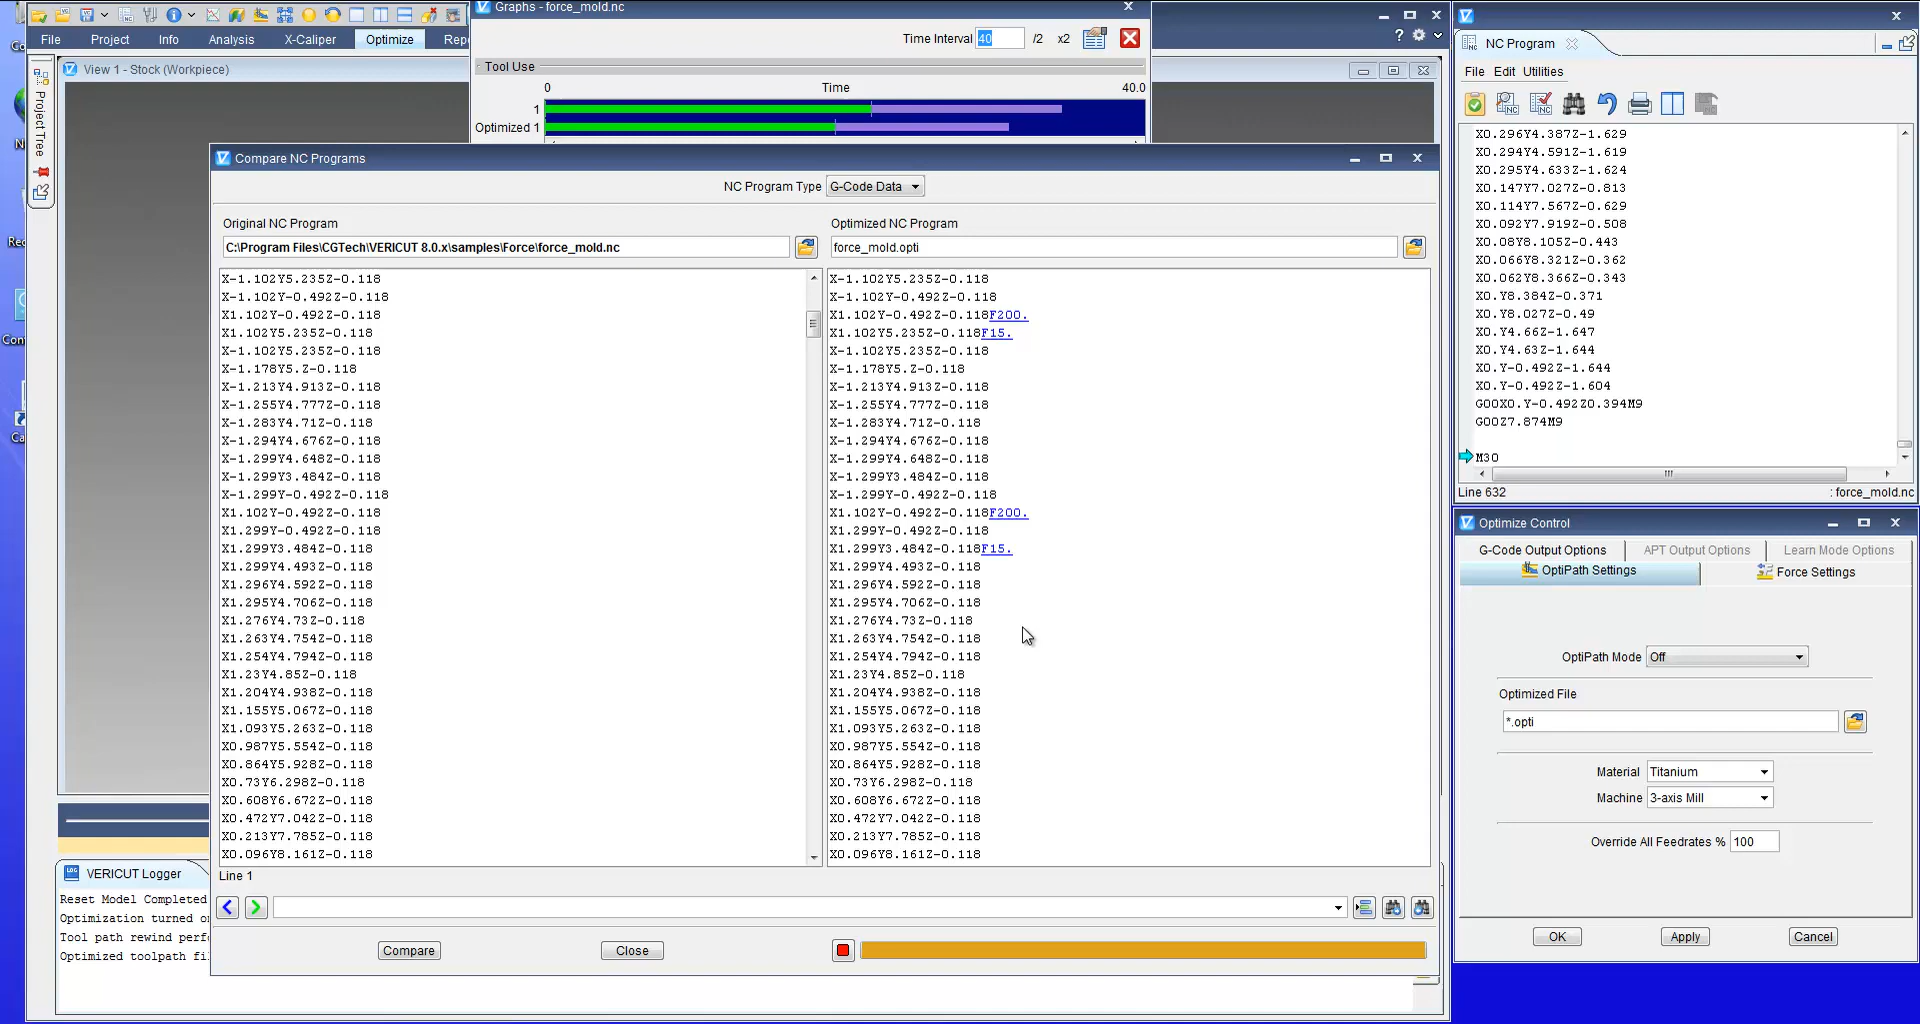 Graphs - force_mold.nc
Time Interval 40 /2 x2
Tool Use
0 Time 40.0
1
Optimized 1
File Project Info Analysis X-Caliper Optimize Repo
View 1 - Stock (Workpiece)
Project Tree
Compare NC Programs
NC Program Type G-Code Data
Original NC Program Optimized NC Program
C:\Program Files\CGTech\VERICUT 8.0.x\samples\Force\force_mold.nc force_mold.opti
X-1.102Y5.235Z-0.118 X-1.102Y5.235Z-0.118
X-1.102Y-0.492Z-0.118 X-1.102Y-0.492Z-0.118
X1.102Y-0.492Z-0.118 X1.102Y-0.492Z-0.118F200.
X1.102Y5.235Z-0.118 X1.102Y5.235Z-0.118F15.
X-1.102Y5.235Z-0.118 X-1.102Y5.235Z-0.118
X-1.178Y5.Z-0.118 X-1.178Y5.Z-0.118
X-1.213Y4.913Z-0.118 X-1.213Y4.913Z-0.118
X-1.255Y4.777Z-0.118 X-1.255Y4.777Z-0.118
X-1.283Y4.71Z-0.118 X-1.283Y4.71Z-0.118
X-1.294Y4.676Z-0.118 X-1.294Y4.676Z-0.118
X-1.299Y4.648Z-0.118 X-1.299Y4.648Z-0.118
X-1.299Y3.484Z-0.118 X-1.299Y3.484Z-0.118
X-1.299Y-0.492Z-0.118 X-1.299Y-0.492Z-0.118
X1.102Y-0.492Z-0.118 X1.102Y-0.492Z-0.118F200.
X1.299Y-0.492Z-0.118 X1.299Y-0.492Z-0.118
X1.299Y3.484Z-0.118 X1.299Y3.484Z-0.118F15.
X1.299Y4.493Z-0.118 X1.299Y4.493Z-0.118
X1.296Y4.592Z-0.118 X1.296Y4.592Z-0.118
X1.295Y4.706Z-0.118 X1.295Y4.706Z-0.118
X1.276Y4.73Z-0.118 X1.276Y4.73Z-0.118
X1.263Y4.754Z-0.118 X1.263Y4.754Z-0.118
X1.254Y4.794Z-0.118 X1.254Y4.794Z-0.118
X1.23Y4.85Z-0.118 X1.23Y4.85Z-0.118
X1.204Y4.938Z-0.118 X1.204Y4.938Z-0.118
X1.155Y5.067Z-0.118 X1.155Y5.067Z-0.118
X1.093Y5.263Z-0.118 X1.093Y5.263Z-0.118
X0.987Y5.554Z-0.118 X0.987Y5.554Z-0.118
X0.864Y5.928Z-0.118 X0.864Y5.928Z-0.118
X0.73Y6.298Z-0.118 X0.73Y6.298Z-0.118
X0.608Y6.672Z-0.118 X0.608Y6.672Z-0.118
X0.472Y7.042Z-0.118 X0.472Y7.042Z-0.118
X0.213Y7.785Z-0.118 X0.213Y7.785Z-0.118
X0.096Y8.161Z-0.118 X0.096Y8.161Z-0.118
Line 1
Compare Close
VERICUT Logger
Reset Model Completed
Optimization turned o
Tool path rewind perf
Optimized toolpath fil
NC Program
File Edit Utilities
X0.296Y4.387Z-1.629
X0.294Y4.591Z-1.619
X0.295Y4.633Z-1.624
X0.147Y7.027Z-0.813
X0.114Y7.567Z-0.629
X0.092Y7.919Z-0.508
X0.08Y8.105Z-0.443
X0.066Y8.321Z-0.362
X0.062Y8.366Z-0.343
X0.Y8.384Z-0.371
X0.Y8.027Z-0.49
X0.Y4.66Z-1.647
X0.Y4.63Z-1.644
X0.Y-0.492Z-1.644
X0.Y-0.492Z-1.604
G00X0.Y-0.492Z0.394M9
G00Z7.874M9
M30
Line 632 : force_mold.nc
Optimize Control
G-Code Output Options APT Output Options Learn Mode Options
OptiPath Settings Force Settings
OptiPath Mode Off
Optimized File
*.opti
Material Titanium
Machine 3-axis Mill
Override All Feedrates % 100
OK Apply Cancel